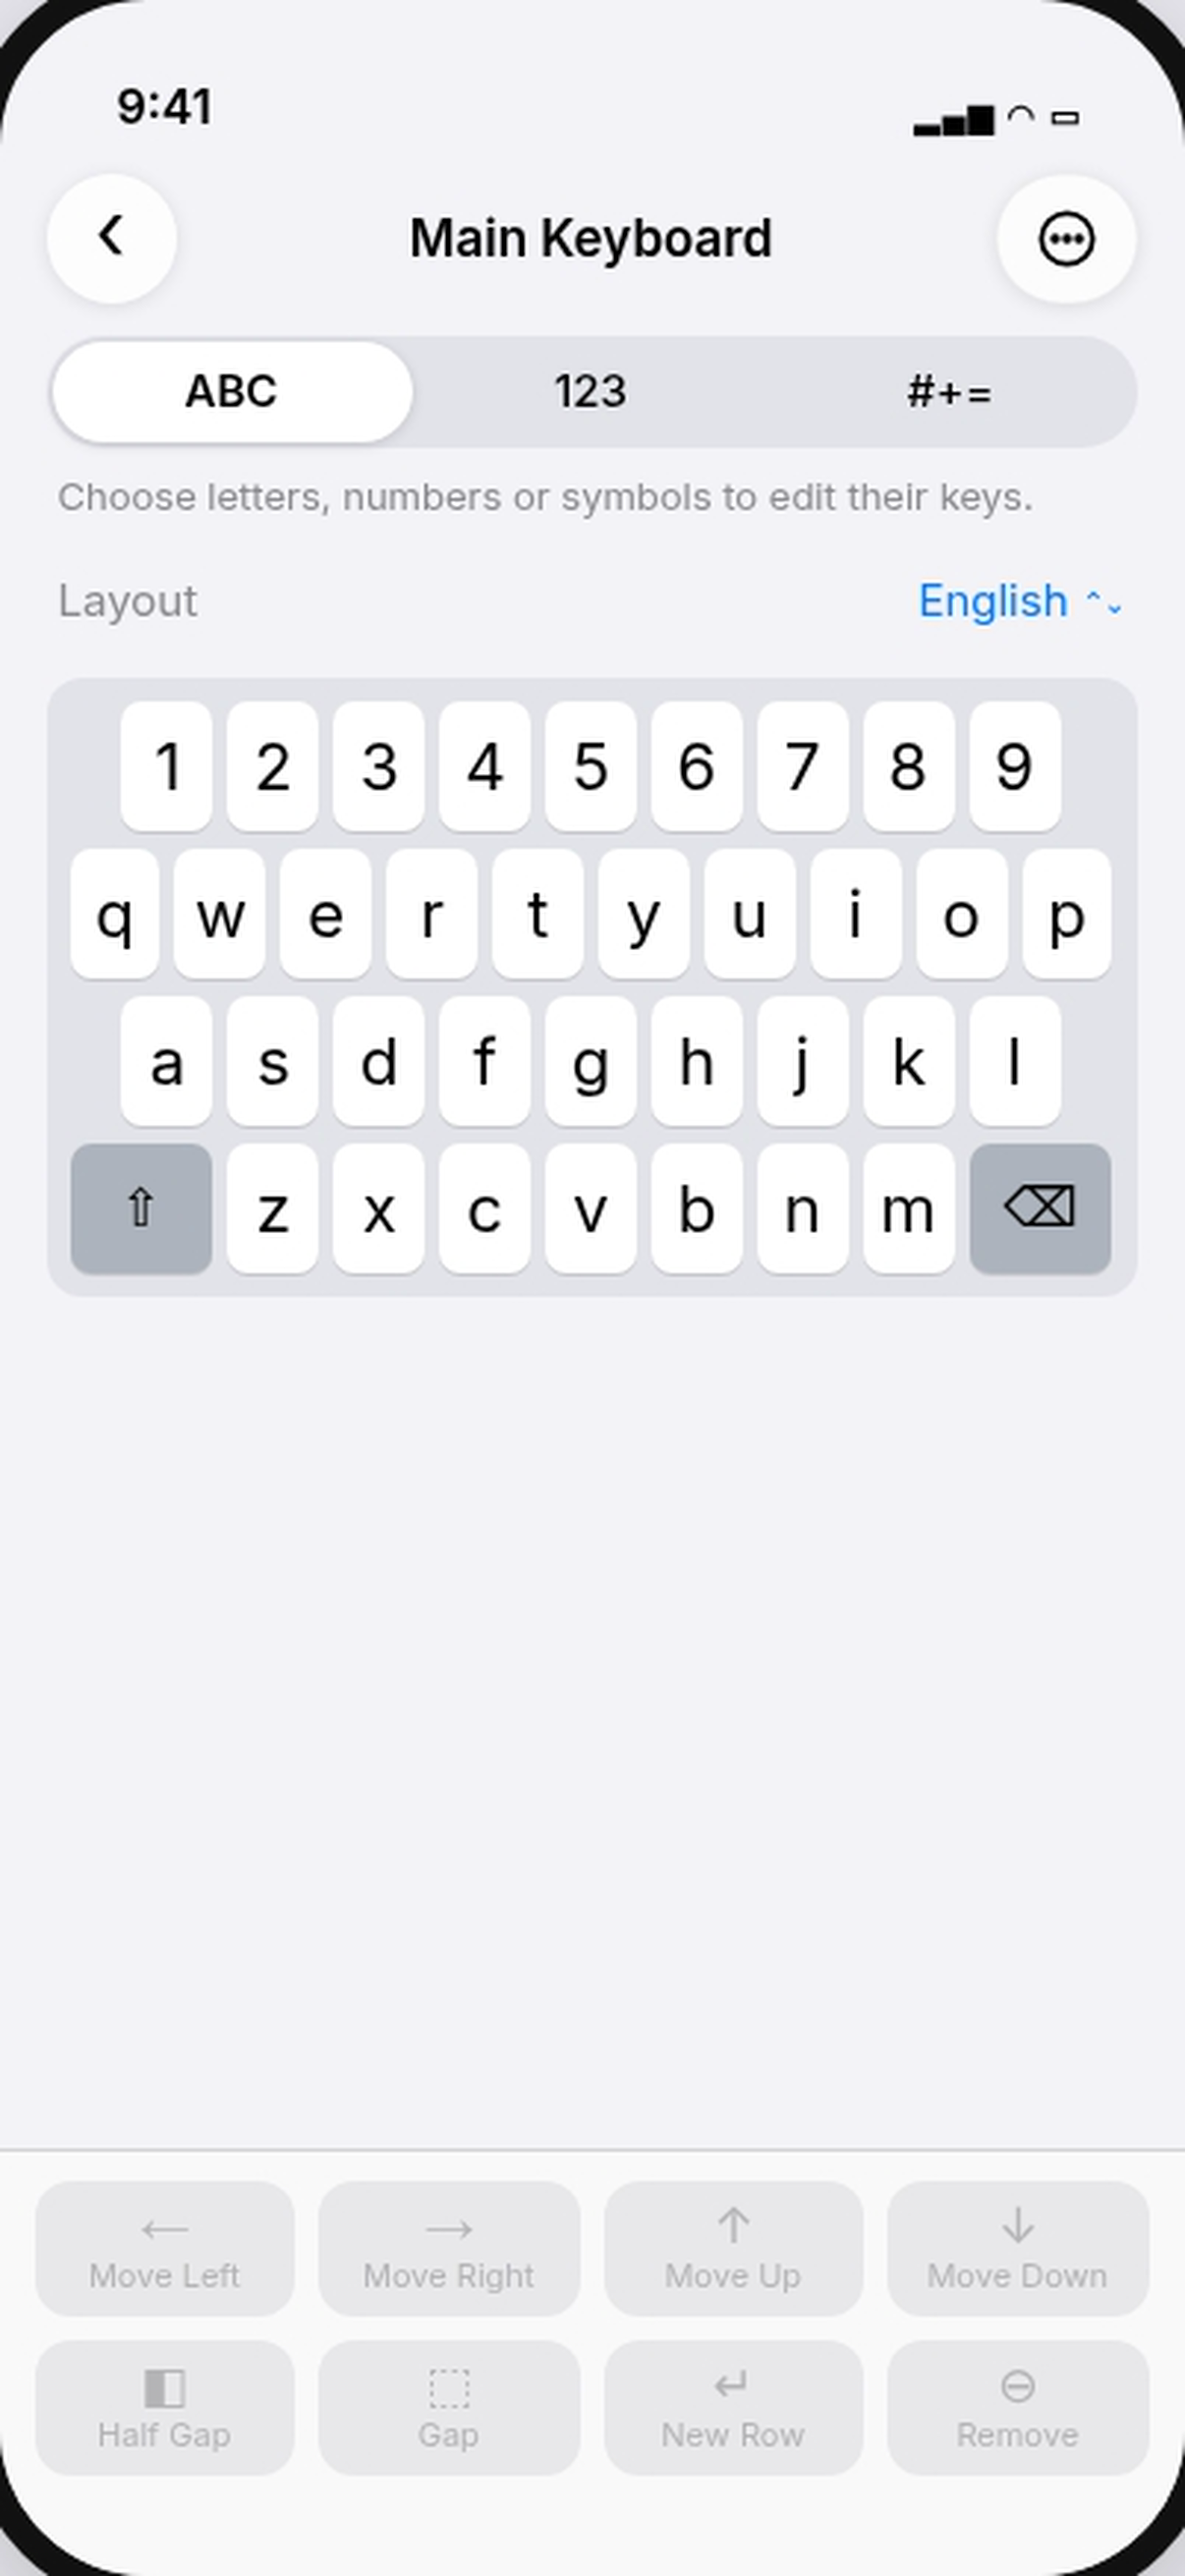 9:41
Main Keyboard
ABC 123 #+=
Choose letters, numbers or symbols to edit their keys.
Layout English
1 2 3 4 5 6 7 8 9
q w e r t y u i o p
a s d f g h j k l
⇧ z x c v b n m ⌫
← → ↑ ↓
Move Left Move Right Move Up Move Down
Half Gap Gap New Row Remove